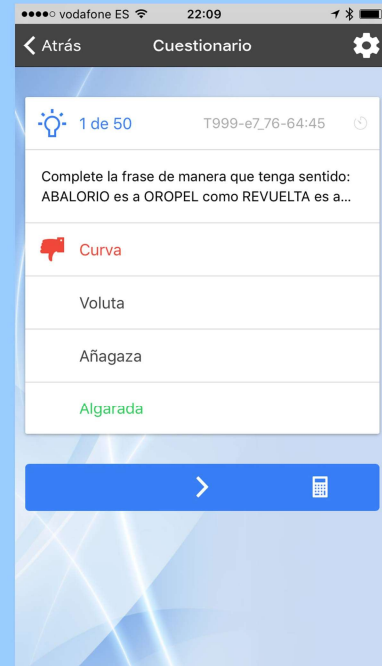 vodafone ES 22:09
Atrás Cuestionario
1 de 50 T999-e7_76-64:45
Complete la frase de manera que tenga sentido:
ABALORIO es a OROPEL como REVUELTA es a...
Curva
Voluta
Añagaza
Algarada